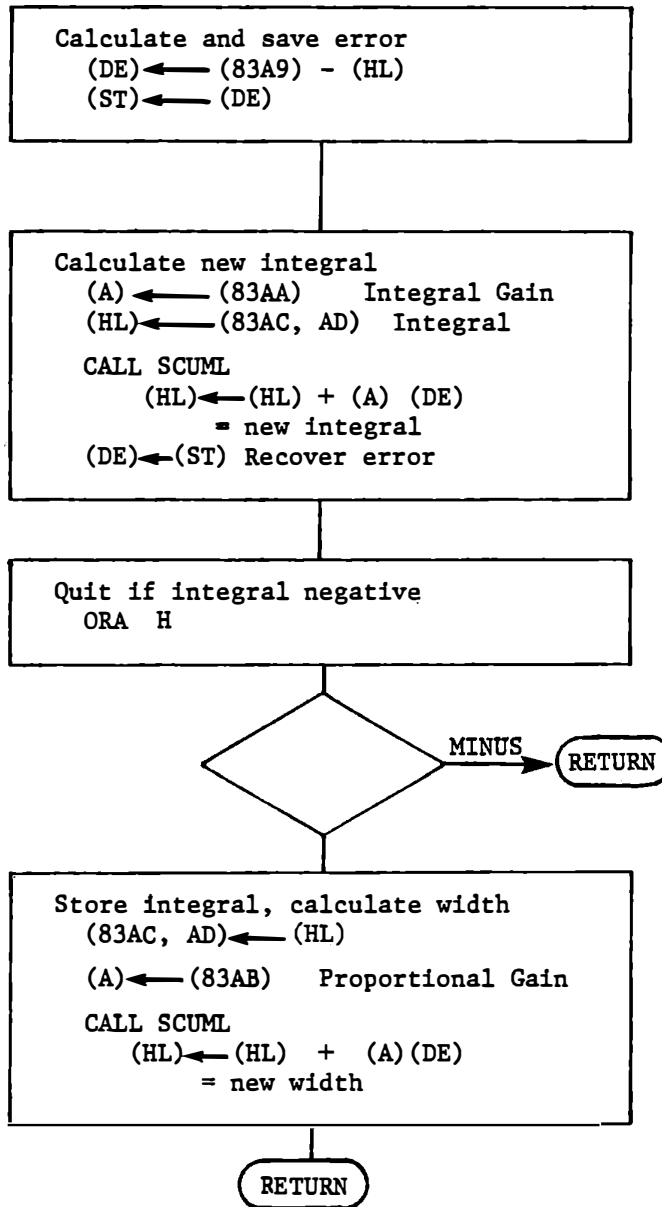 Calculate and save error
(DE)←(83A9) - (HL)
(ST)←(DE)
Calculate new integral
(A)←(83AA) Integral Gain
(HL)←(83AC, AD) Integral
CALL SCUML
(HL)←(HL) + (A) (DE)
= new integral
(DE)←(ST) Recover error
Quit if integral negative
ORA H
MINUS
RETURN
Store integral, calculate width
(83AC, AD)←(HL)
(A)←(83AB) Proportional Gain
CALL SCUML
(HL)←(HL) + (A)(DE)
= new width
RETURN